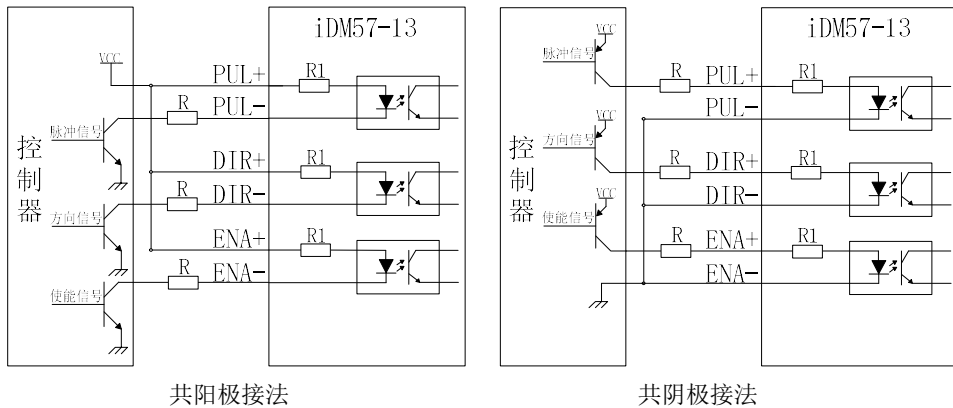 iDM57-13
VCC
PUL+
R1
R
PUL-
脉冲信号
DIR+
R1
控制器
R
DIR-
方向信号
ENA+
R1
R
ENA-
使能信号
共阳极接法
iDM57-13
VCC
脉冲信号
R
PUL+
R1
PUL-
VCC
方向信号
控制器
R
DIR+
R1
DIR-
VCC
使能信号
R
ENA+
R1
ENA-
共阴极接法